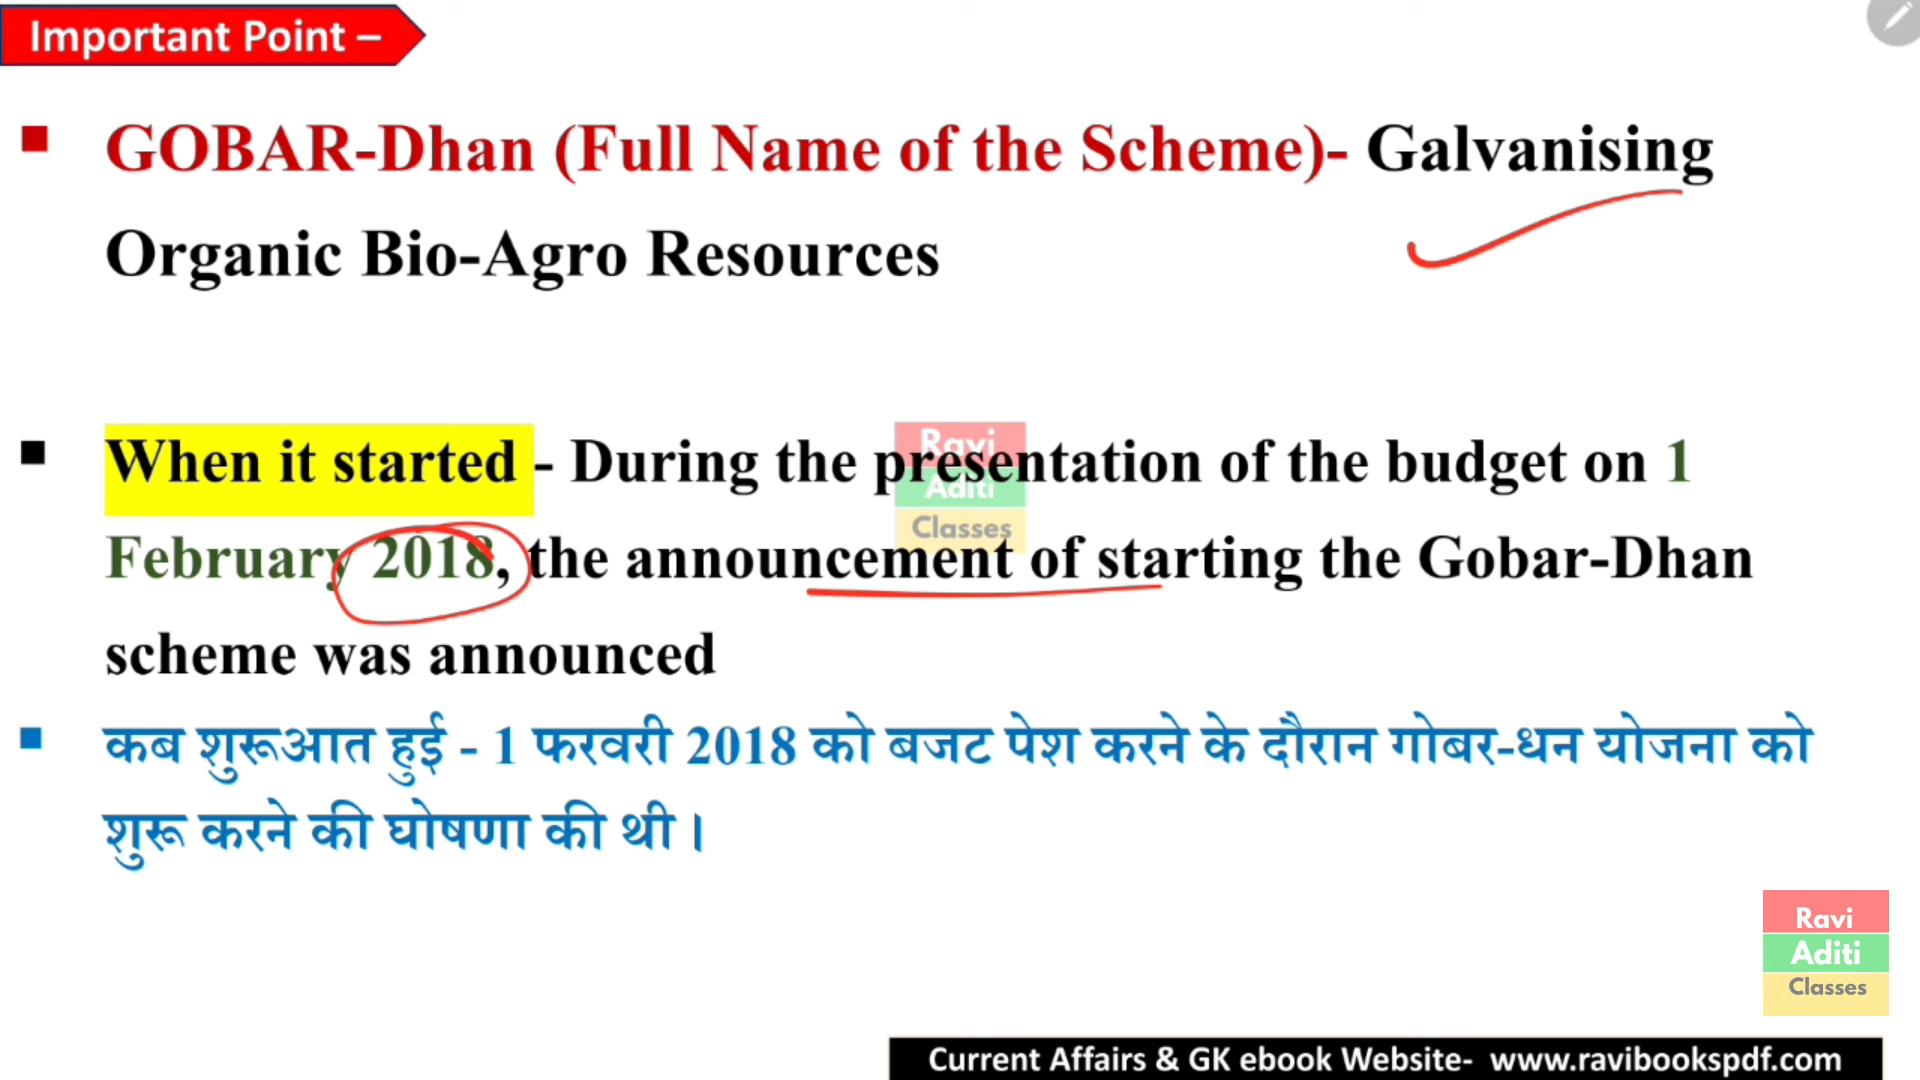 Important Point –
GOBAR-Dhan (Full Name of the Scheme)- Galvanising
Organic Bio-Agro Resources
When it started - During the presentation of the budget on 1
February 2018, the announcement of starting the Gobar-Dhan
scheme was announced
Ravi
Aditi
Classes
कब शुरूआत हुई - 1 फरवरी 2018 को बजट पेश करने के दौरान गोबर-धन योजना को
शुरू करने की घोषणा की थी।
Ravi
Aditi
Classes
Current Affairs & GK ebook Website- www.ravibookspdf.com